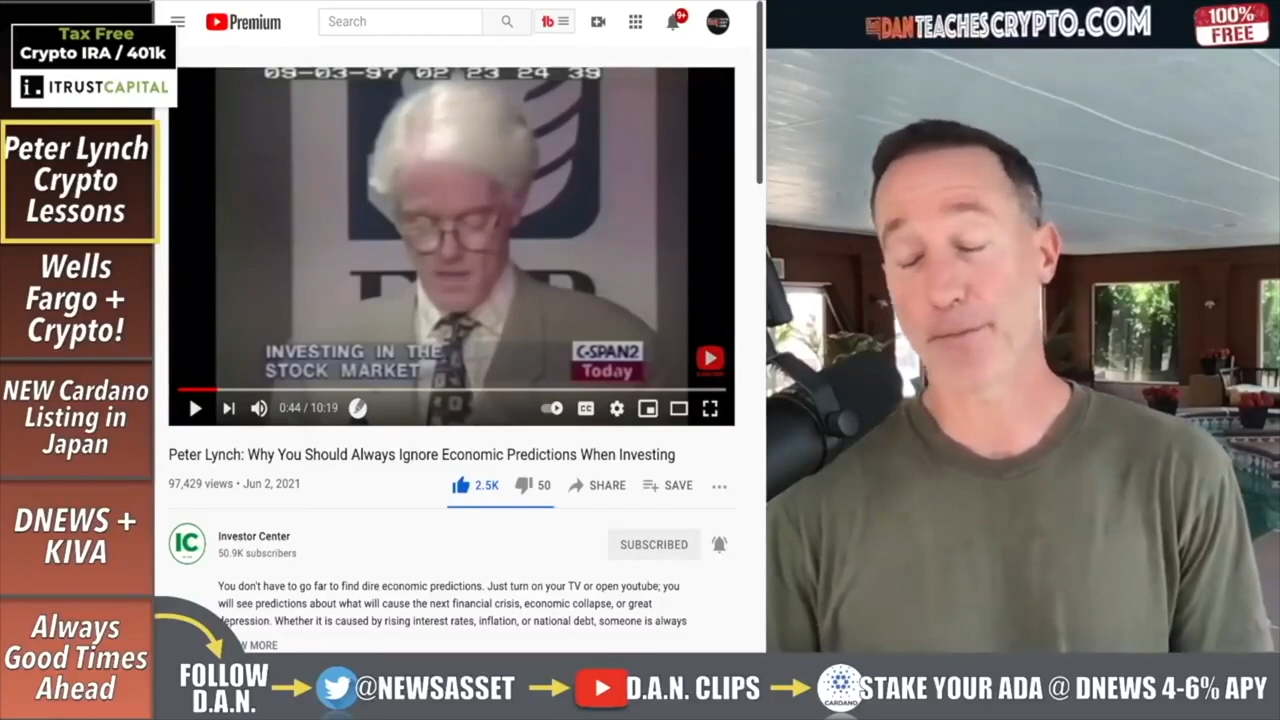 Tax Free
Crypto IRA / 401k
i. ITRUSTCAPITAL
Peter Lynch
Crypto
Lessons
Wells
Fargo +
Crypto!
NEW Cardano
Listing in
Japan
DNEWS +
KIVA
Always
Good Times
Ahead
Premium
Search
tb
9+
09-03-97 02 23 24 39
INVESTING IN THE
STOCK MARKET
C-SPAN2
Today
0:44 / 10:19
CC
Peter Lynch: Why You Should Always Ignore Economic Predictions When Investing
97,429 views • Jun 2, 2021
2.5K
50
SHARE
SAVE
IC
Investor Center
50.9K subscribers
SUBSCRIBED
You don't have to go far to find dire economic predictions. Just turn on your TV or open youtube; you
will see predictions about what will cause the next financial crisis, economic collapse, or great
Whether it is caused by rising interest rates, inflation, or national debt, someone is always
MORE
DANTEACHESCRYPTO.COM
100%
FREE
FOLLOW
D.A.N.
@NEWSASSET
D.A.N. CLIPS
CARDANO
STAKE YOUR ADA @ DNEWS 4-6% APY